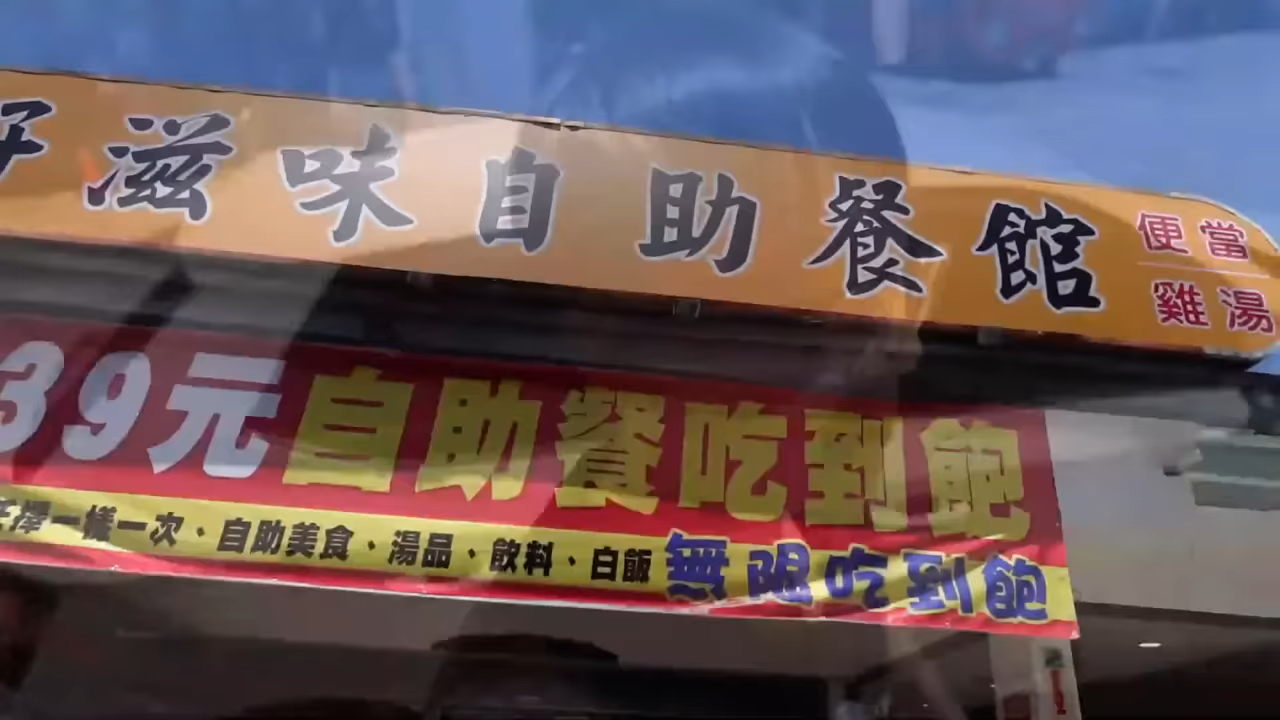 好滋味自助餐館
便當
雞湯
39元自助餐吃到飽
擇一樣一次、自助美食、湯品、飲料、白飯 無限吃到飽